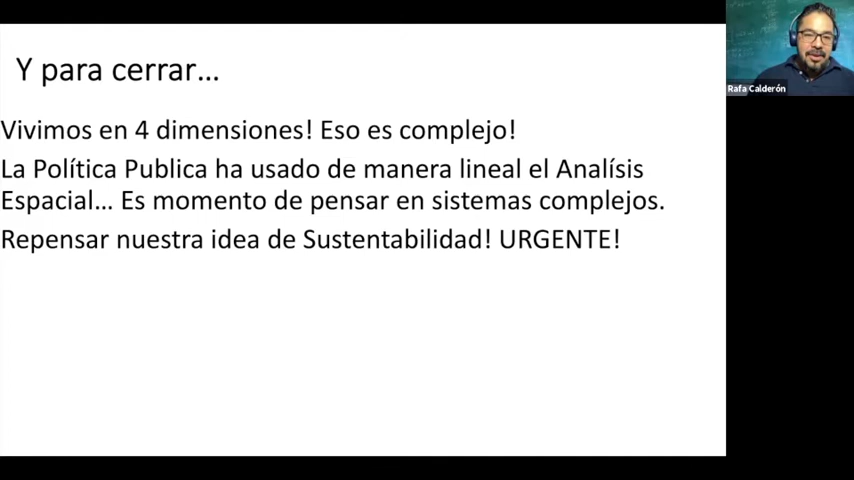 Y para cerrar...
Rafa Calderón
Vivimos en 4 dimensiones! Eso es complejo!
La Política Publica ha usado de manera lineal el Analísis
Espacial... Es momento de pensar en sistemas complejos.
Repensar nuestra idea de Sustentabilidad! URGENTE!